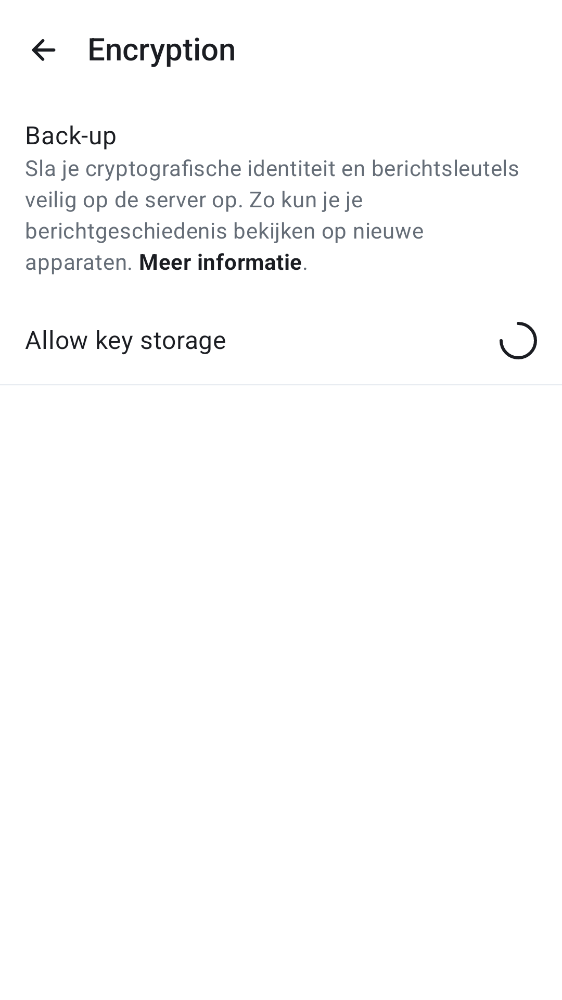 Encryption
Back-up
Sla je cryptografische identiteit en berichtsleutels
veilig op de server op. Zo kun je je
berichtgeschiedenis bekijken op nieuwe
apparaten. Meer informatie.
Allow key storage